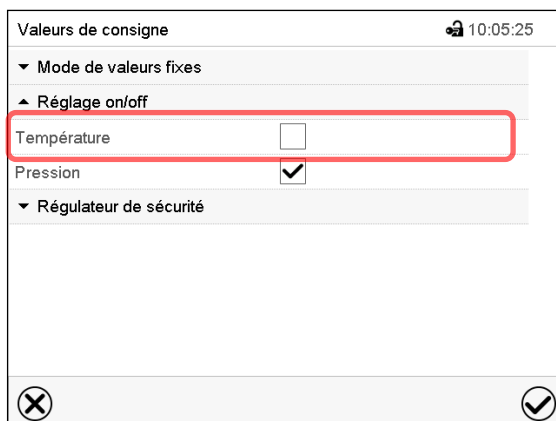 Valeurs de consigne 10:05:25
Mode de valeurs fixes
Réglage on/off
Température
Pression
Régulateur de sécurité